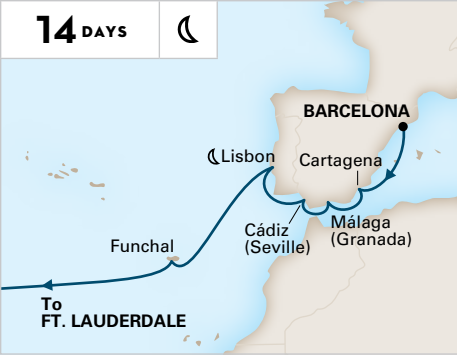 14 DAYS
BARCELONA
Lisbon
Cartagena
Cádiz
(Seville)
Málaga
(Granada)
Funchal
To
FT. LAUDERDALE